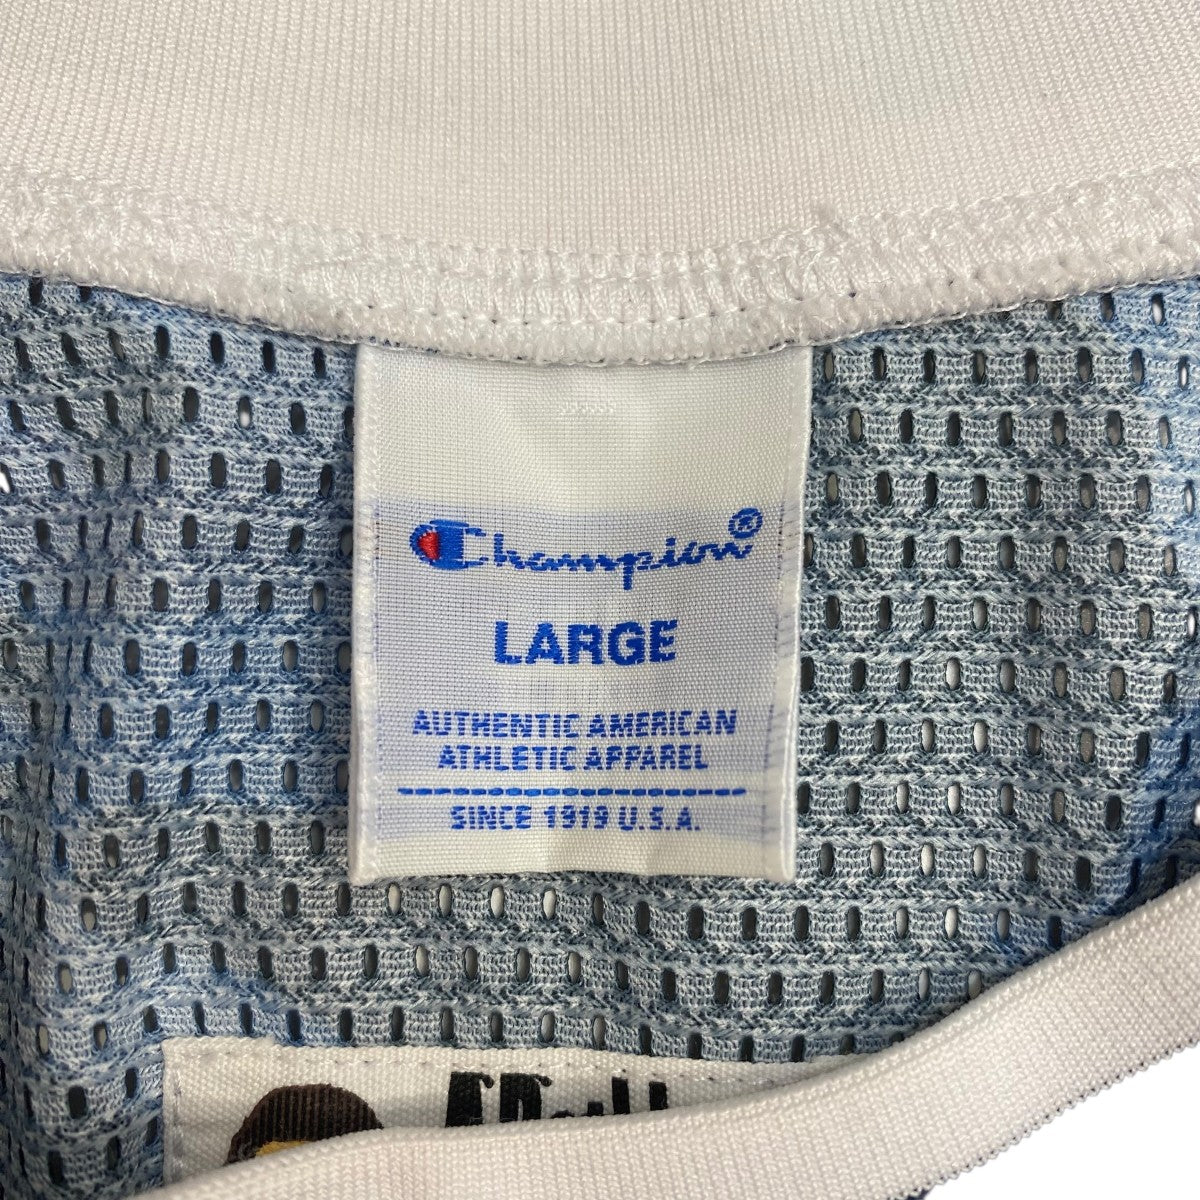 Champion®
LARGE
AUTHENTIC AMERICAN
ATHLETIC APPAREL
SINCE 1919 U.S.A.